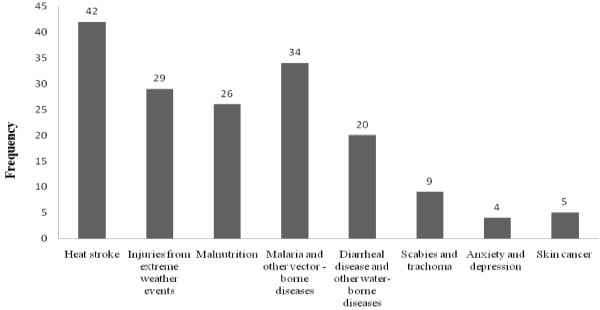 45
40
35
30
25
20
15
10
5
0
Frequency
42
29
26
34
20
9
4
5
Heat stroke
Injuries from
extreme
weather
events
Malnutrition
Malaria and
other vector -
borne
diseases
Diarrheal
disease and
other water-
borne
diseases
Scabies and
trachoma
Anxiety and
depression
Skin cancer